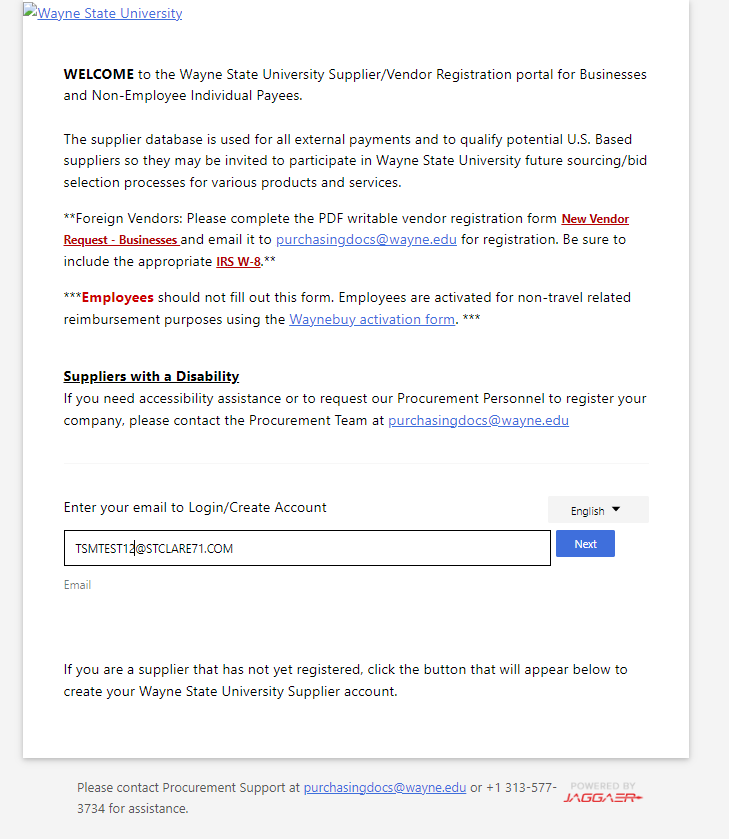 Wayne State University
WELCOME to the Wayne State University Supplier/Vendor Registration portal for Businesses
and Non-Employee Individual Payees.
The supplier database is used for all external payments and to qualify potential U.S. Based
suppliers so they may be invited to participate in Wayne State University future sourcing/bid
selection processes for various products and services.
**Foreign Vendors: Please complete the PDF writable vendor registration form New Vendor
Request - Businesses and email it to purchasingdocs@wayne.edu for registration. Be sure to
include the appropriate IRS W-8.**
***Employees should not fill out this form. Employees are activated for non-travel related
reimbursement purposes using the Waynebuy activation form. ***
Suppliers with a Disability
If you need accessibility assistance or to request our Procurement Personnel to register your
company, please contact the Procurement Team at purchasingdocs@wayne.edu
Enter your email to Login/Create Account
English
TSMTEST12@STCLARE71.COM
Next
Email
If you are a supplier that has not yet registered, click the button that will appear below to
create your Wayne State University Supplier account.
Please contact Procurement Support at purchasingdocs@wayne.edu or +1 313-577-
3734 for assistance.
POWERED BY
JAGGAER